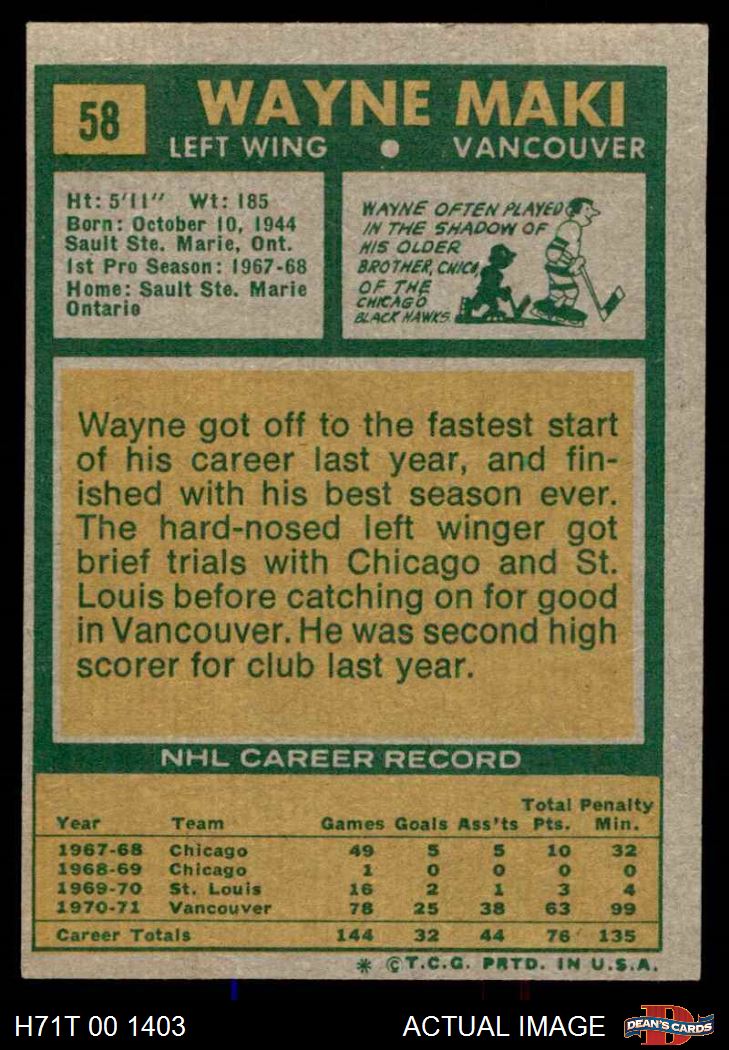 58
WAYNE MAKI
LEFT WING • VANCOUVER
Ht: 5'11" Wt: 185
Born: October 10, 1944
Sault Ste. Marie, Ont.
1st Pro Season: 1967-68
Home: Sault Ste. Marie
Ontario
WAYNE OFTEN PLAYED
IN THE SHADOW OF
HIS OLDER
BROTHER, CHICO,
OF THE
CHICAGO
BLACK HAWKS.
Wayne got off to the fastest start
of his career last year, and fin-
ished with his best season ever.
The hard-nosed left winger got
brief trials with Chicago and St.
Louis before catching on for good
in Vancouver. He was second high
scorer for club last year.
NHL CAREER RECORD
Total Penalty
Year Team Games Goals Ass'ts Pts. Min.
1967-68 Chicago 49 5 5 10 32
1968-69 Chicago 1 0 0 0 0
1969-70 St. Louis 16 2 1 3 4
1970-71 Vancouver 78 25 38 63 99
Career Totals 144 32 44 76 135
* © T.C.G. PRTD. IN U.S.A.
H71T 00 1403
ACTUAL IMAGE
DEAN'S CARDS